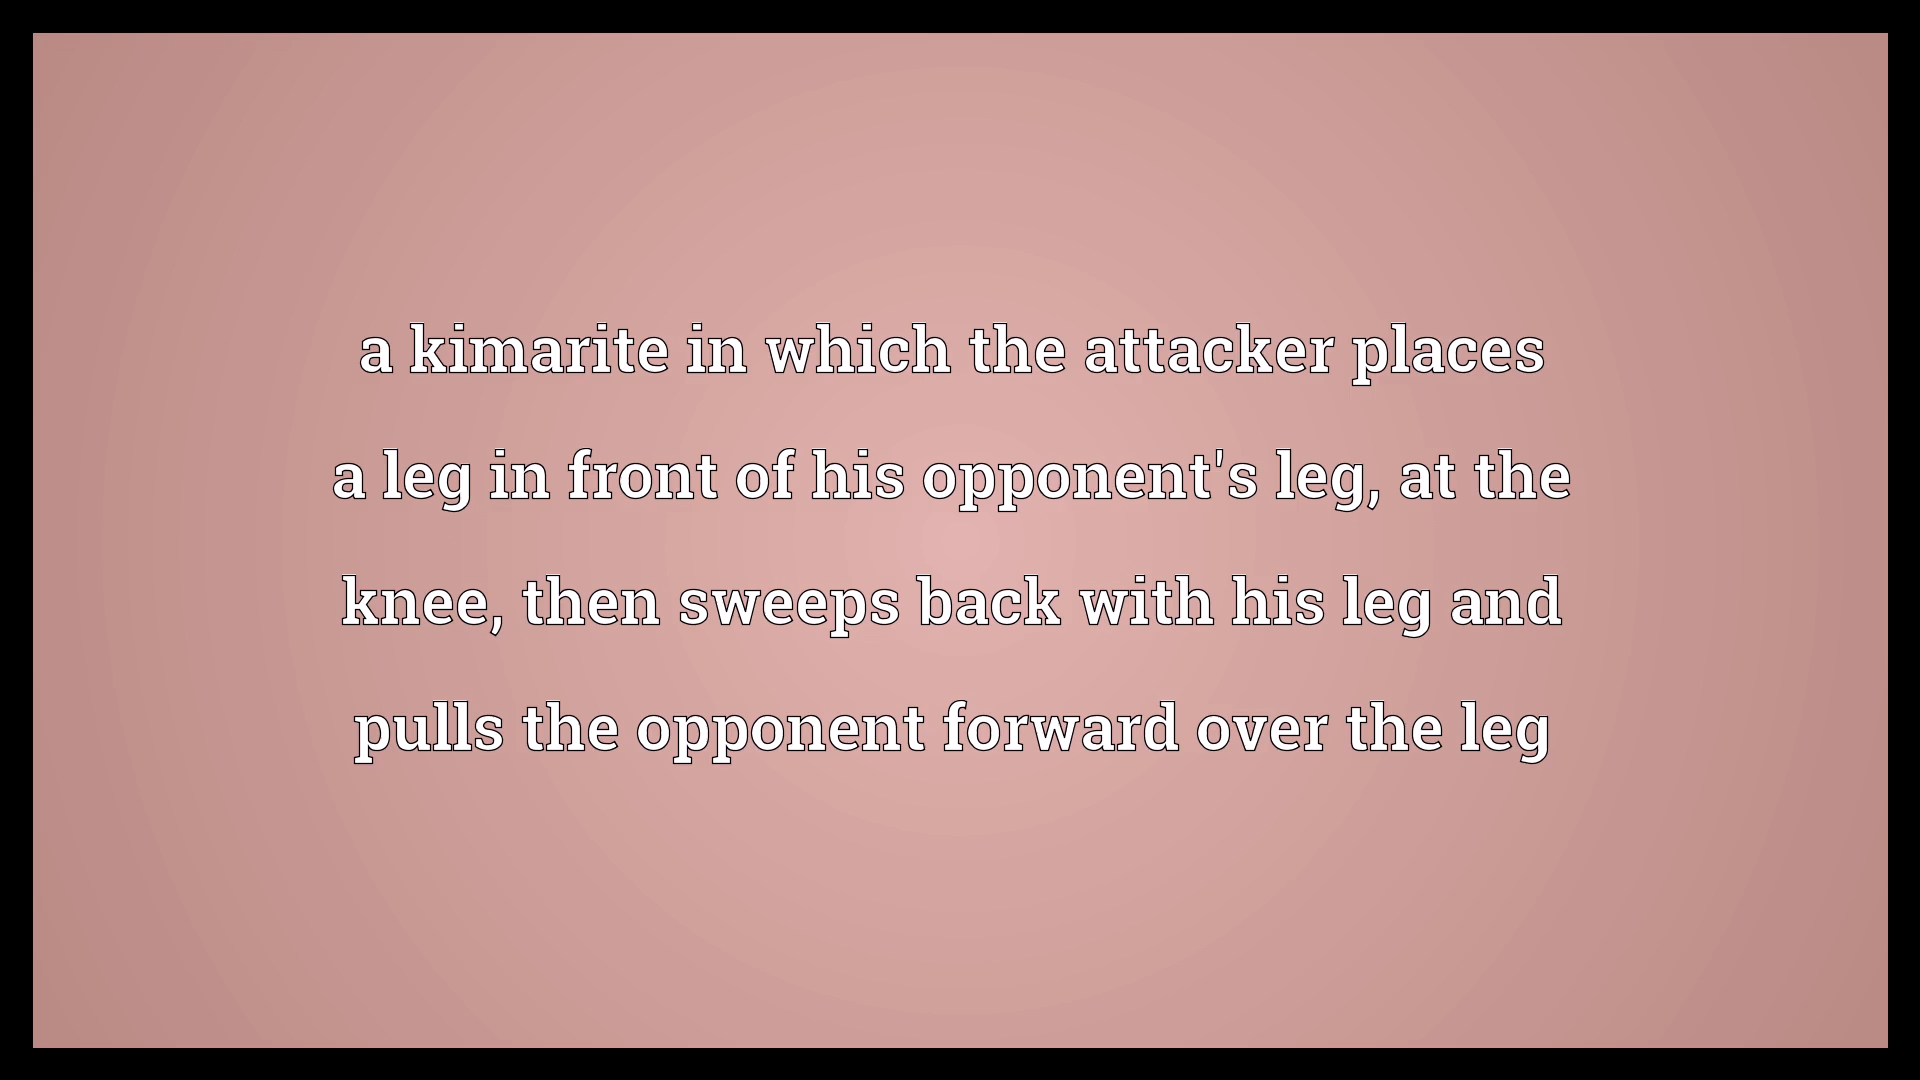 a kimarite in which the attacker places
a leg in front of his opponent's leg, at the
knee, then sweeps back with his leg and
pulls the opponent forward over the leg